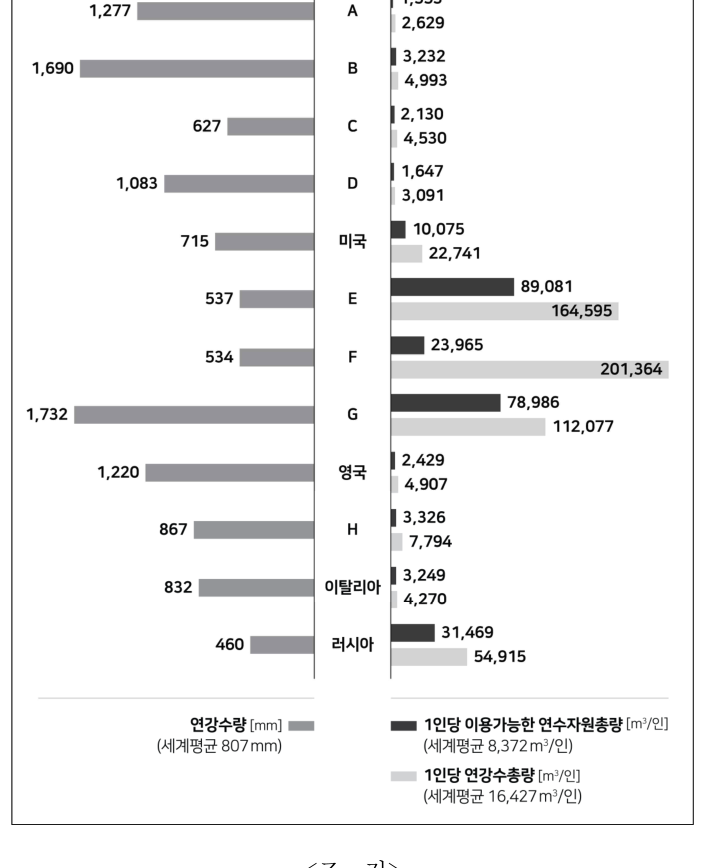 1,277 A
2,629
1,690 B 3,232
4,993
627 C 2,130
4,530
1,083 D 1,647
3,091
715 미국 10,075
22,741
537 E 89,081
164,595
534 F 23,965
201,364
1,732 G 78,986
112,077
1,220 영국 2,429
4,907
867 H 3,326
7,794
832 이탈리아 3,249
4,270
460 러시아 31,469
54,915
연강수량 [mm]
(세계평균 807mm)
1인당 이용가능한 연수자원총량 [m³/인]
(세계평균 8,372m³/인)
1인당 연강수총량 [m³/인]
(세계평균 16,427m³/인)